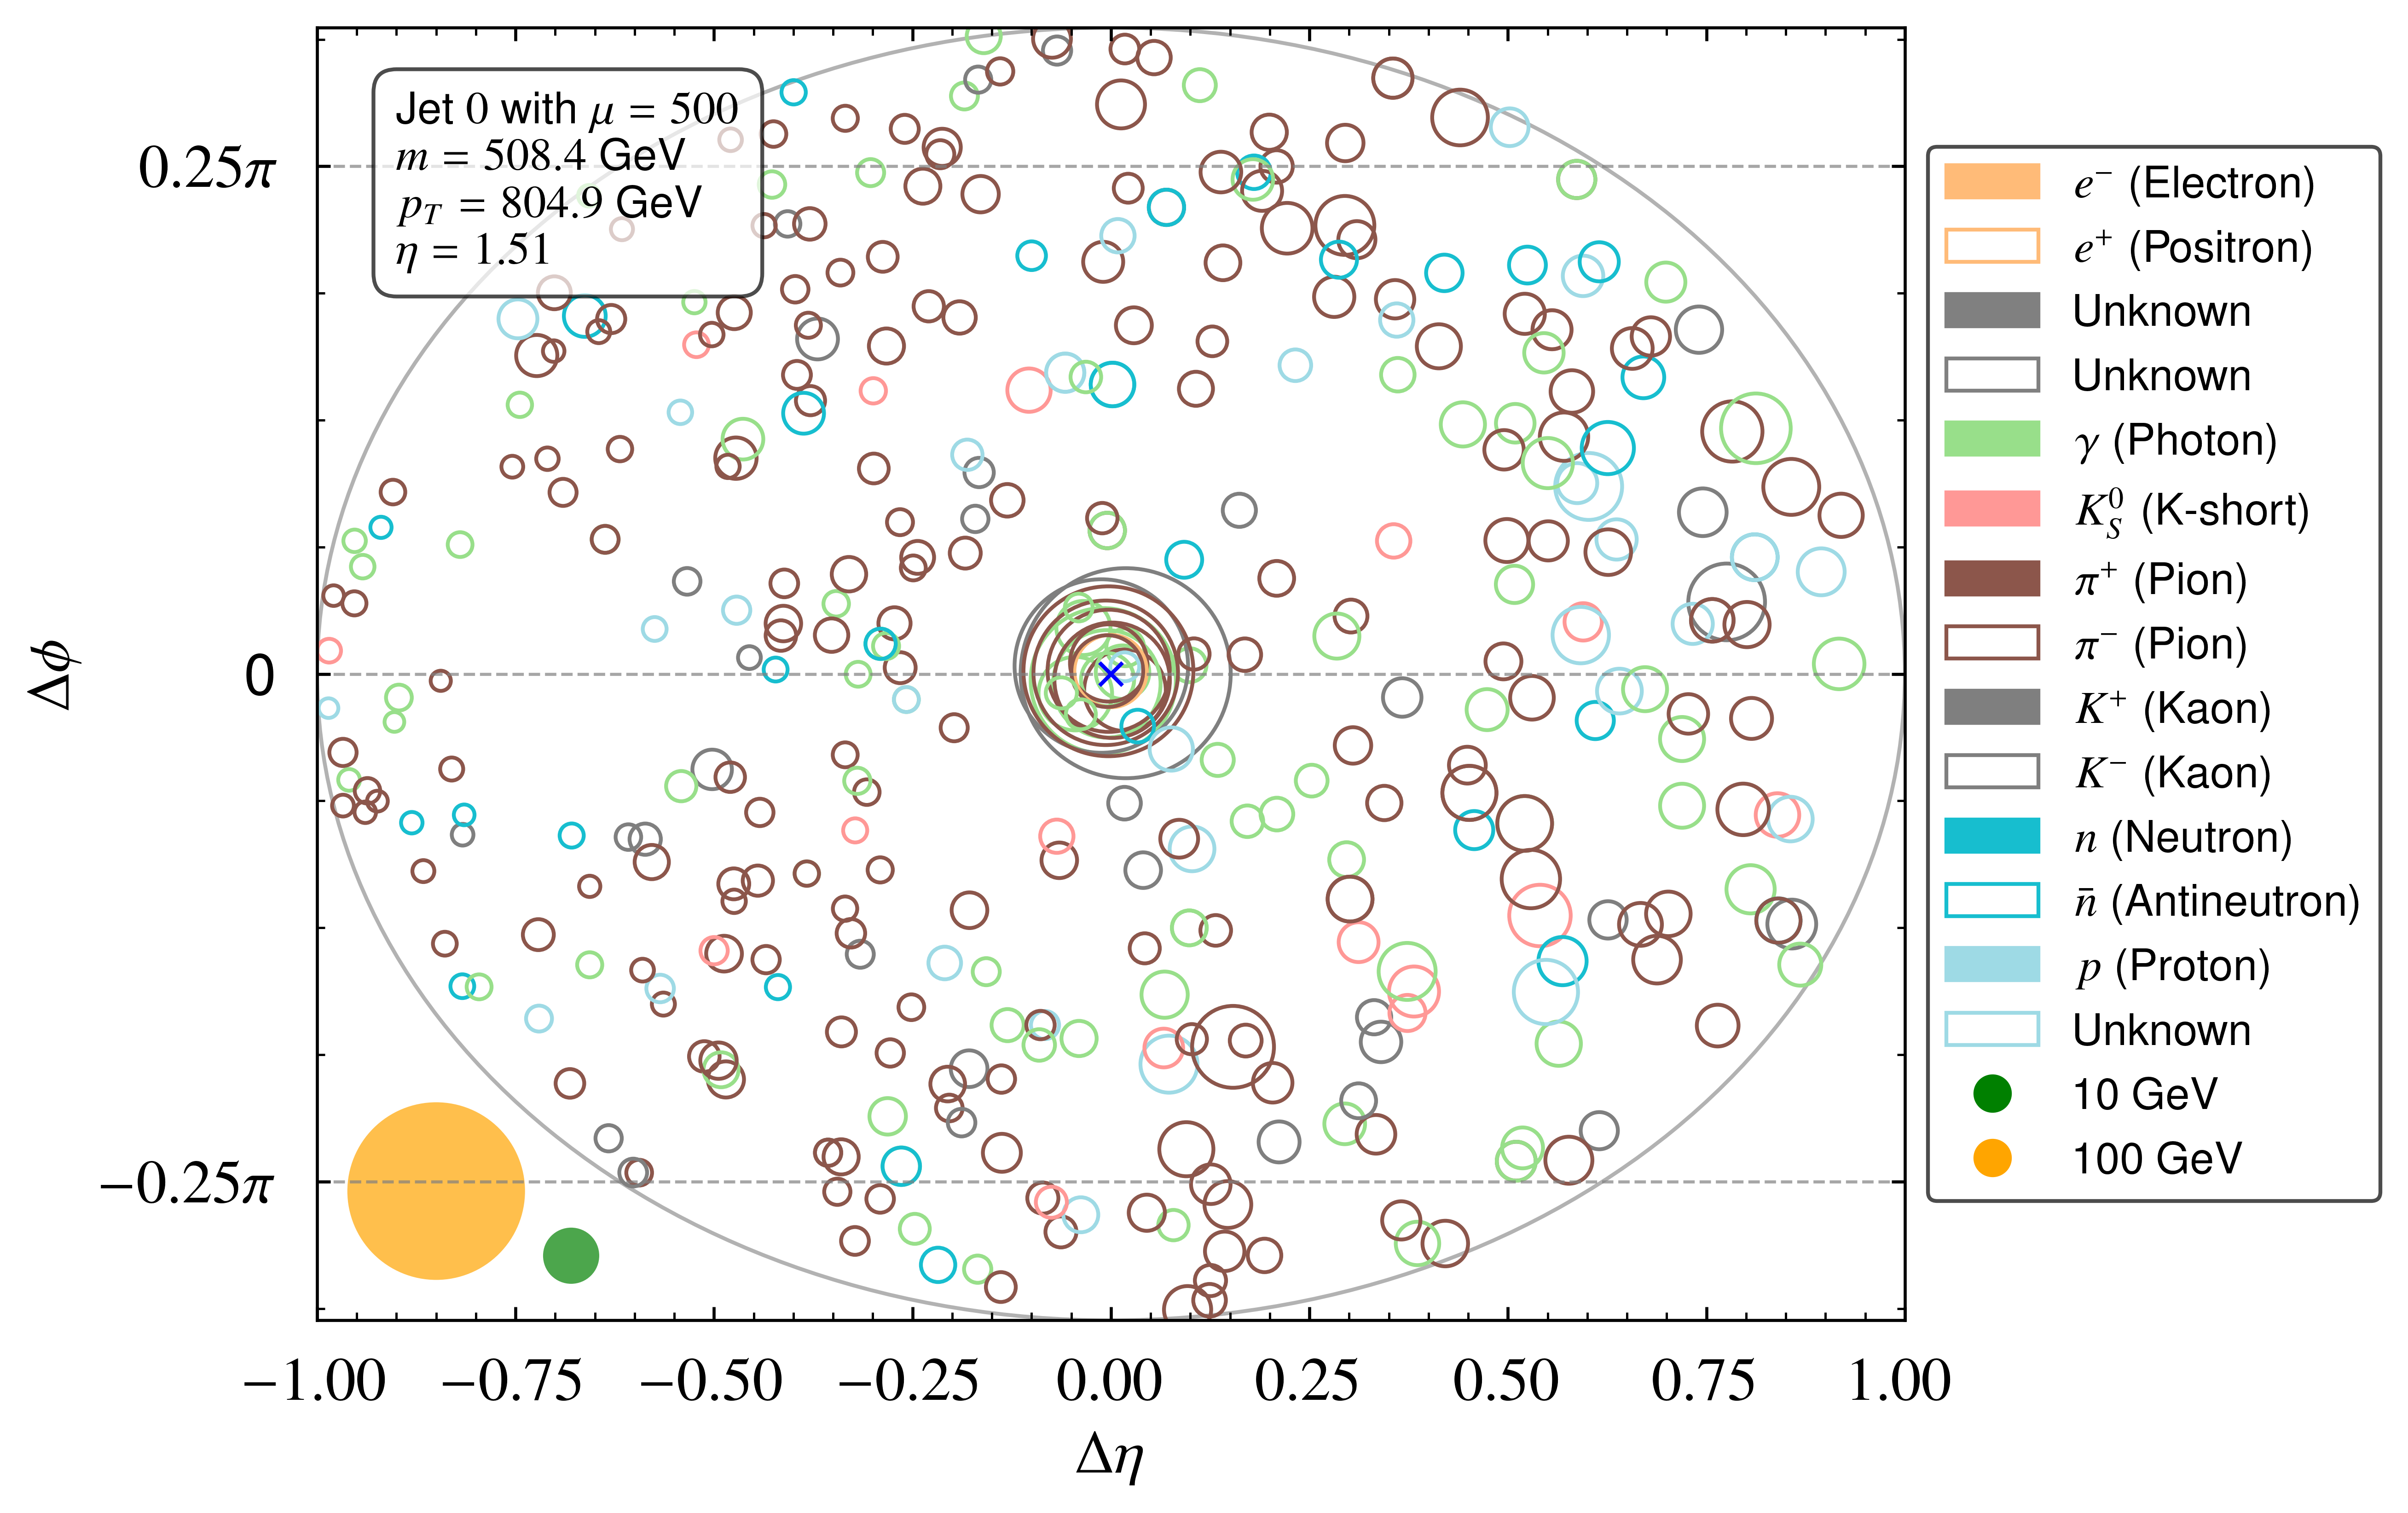 Jet 0 with μ = 500
m = 508.4 GeV
p_T = 804.9 GeV
η = 1.51
0.25π
0
−0.25π
Δϕ
−1.00 −0.75 −0.50 −0.25 0.00 0.25 0.50 0.75 1.00
Δη
e⁻ (Electron)
e⁺ (Positron)
Unknown
Unknown
γ (Photon)
K_S^0 (K-short)
π⁺ (Pion)
π⁻ (Pion)
K⁺ (Kaon)
K⁻ (Kaon)
n (Neutron)
n̄ (Antineutron)
p (Proton)
Unknown
10 GeV
100 GeV